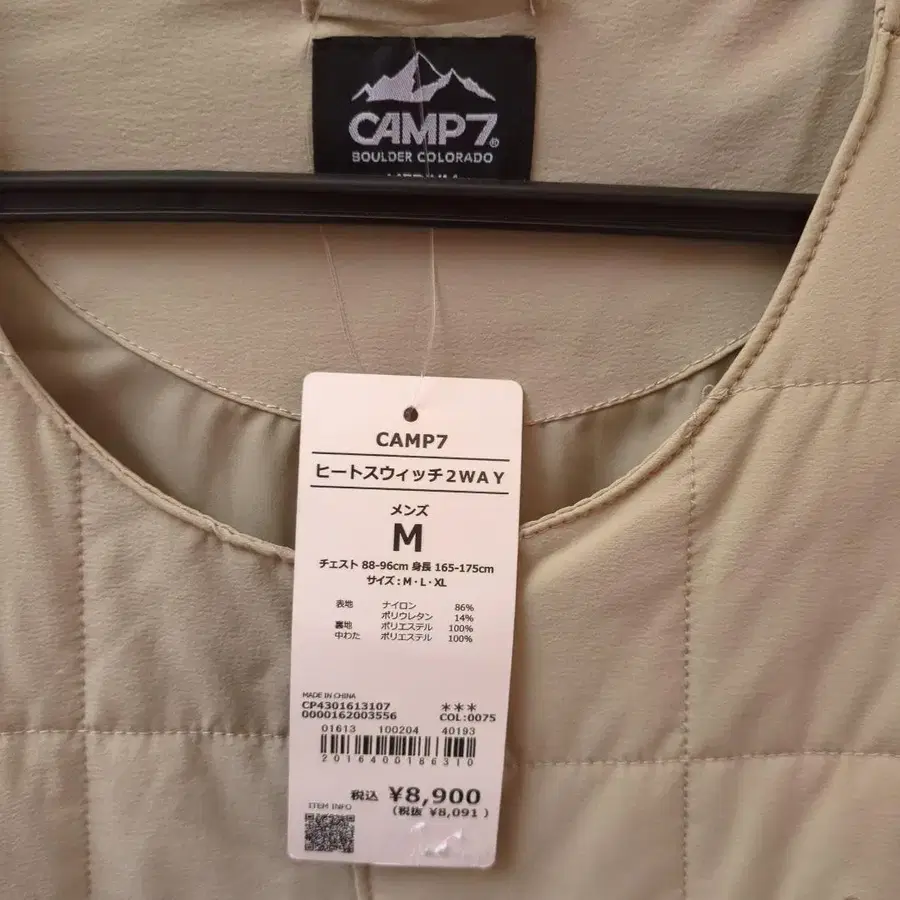 CAMP7®
BOULDER COLORADO
CAMP7
ヒートスウィッチ2WAY
メンズ
M
チェスト 88-96cm 身長 165-175cm
サイズ:M・L・XL
表地 ナイロン 86%
ポリウレタン 14%
裏地 ポリエステル 100%
中わた ポリエステル 100%
MADE IN CHINA
CP4301613107 ***
0000162003556 COL:0075
01613 100204 40193
2016400186310
税込 ¥8,900
(税抜 ¥8,091 )
ITEM INFO